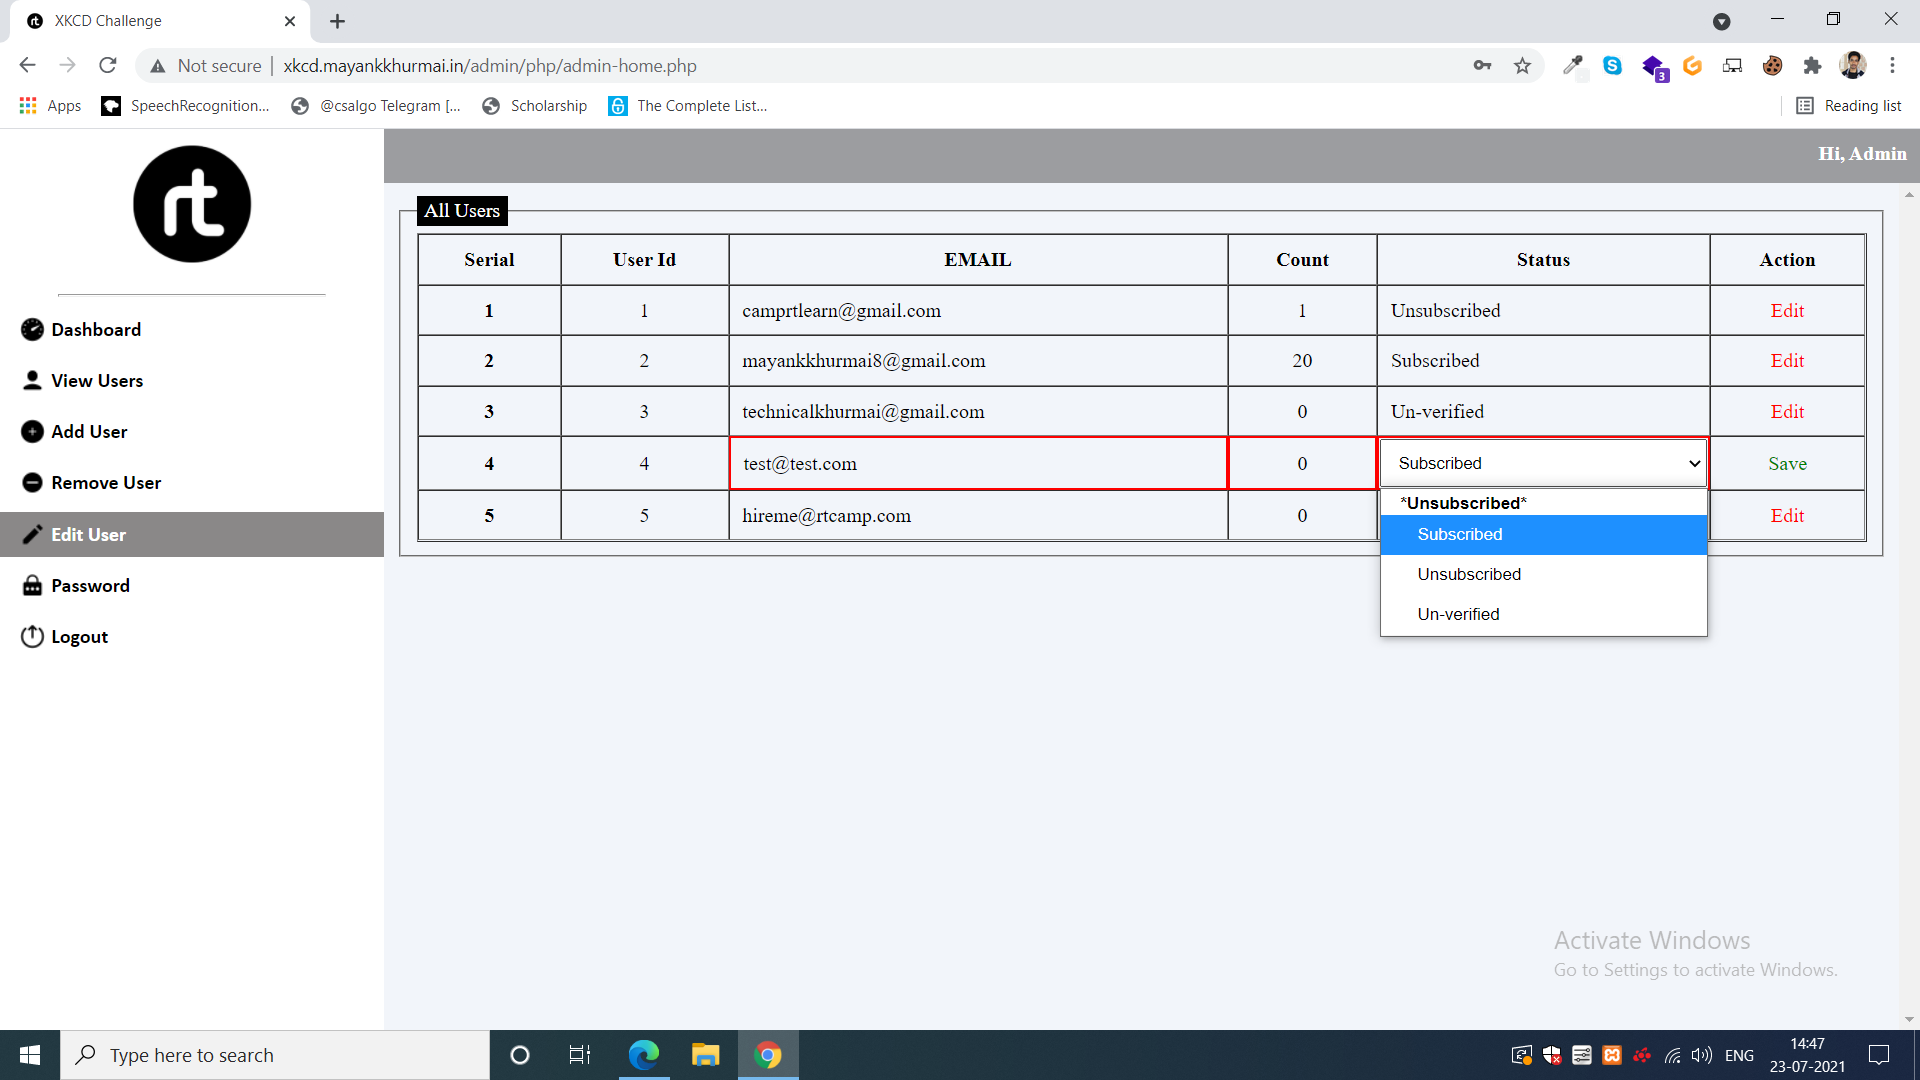 XKCD Challenge
Not secure | xkcd.mayankkhurmai.in/admin/php/admin-home.php
3
Apps SpeechRecognition... @csalgo Telegram [... Scholarship The Complete List... Reading list
rt
Hi, Admin
Dashboard
View Users
Add User
Remove User
Edit User
Password
Logout
All Users
Serial User Id EMAIL Count Status Action
1 1 camprtlearn@gmail.com 1 Unsubscribed Edit
2 2 mayankkhurmai8@gmail.com 20 Subscribed Edit
3 3 technicalkhurmai@gmail.com 0 Un-verified Edit
4 4 test@test.com 0 Subscribed Save
5 5 hireme@rtcamp.com 0 Edit
*Unsubscribed*
Subscribed
Unsubscribed
Un-verified
Activate Windows
Go to Settings to activate Windows.
Type here to search
ENG
14:47
23-07-2021